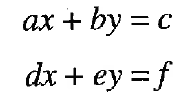 ax + by = c
dx + ey = f